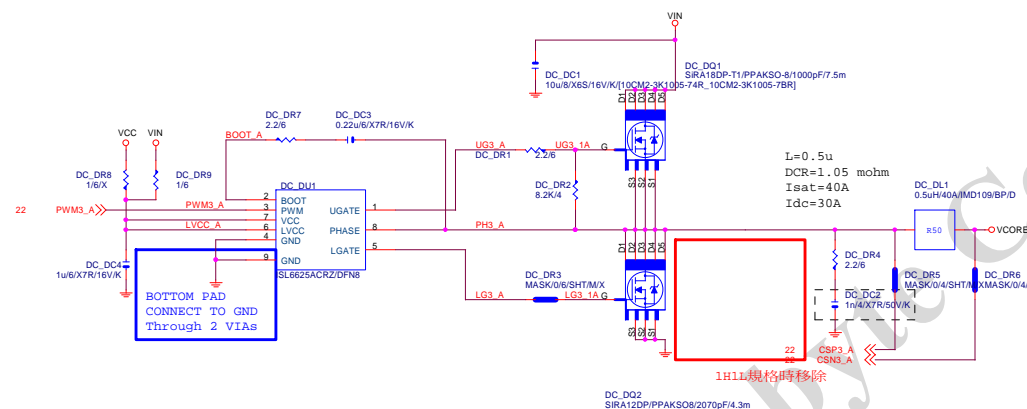 VIN
DC_DC1
10u/8/X6S/16V/K/[10CM2-3K1005-74R_10CM2-3K1005-7BR]
DC_DQ1
SiRA18DP-T1/PPAKSO-8/1000pF/7.5m
D1
D2
D3
D4
D5
G
S3
S2
S1
DC_DR7
2.2/6
DC_DC3
0.22u/6/X7R/16V/K
BOOT_A
VCC
VIN
DC_DR8
1/6/X
DC_DR9
1/6
UG3_A
DC_DR1
2.2/6
UG3_1A
DC_DR2
8.2K/4
L=0.5u
DCR=1.05 mohm
Isat=40A
Idc=30A
DC_DL1
0.5uH/40A/IMD109/BP/D
R50
VCORE
22
PWM3_A
PWM3_A
LVCC_A
DC_DU1
2
BOOT
3
PWM
7
VCC
6
LVCC
4
GND
9
GND
UGATE
1
PHASE
8
LGATE
5
SL6625ACRZ/DFN8
PH3_A
DC_DC4
1u/6/X7R/16V/K
BOTTOM PAD
CONNECT TO GND
Through 2 VIAs
LG3_A
DC_DR3
MASK/0/6/SHT/M/X
LG3_1A
G
D1
D2
D3
D4
D5
S3
S2
S1
DC_DR4
2.2/6
DC_DC2
1n/4/X7R/50V/K
DC_DR5
MASK/0/4/SHT/M/X
DC_DR6
MASK/0/4/
22
CSP3_A
22
CSN3_A
1H1L規格時移除
DC_DQ2
SIRA12DP/PPAKSO8/2070pF/4.3m